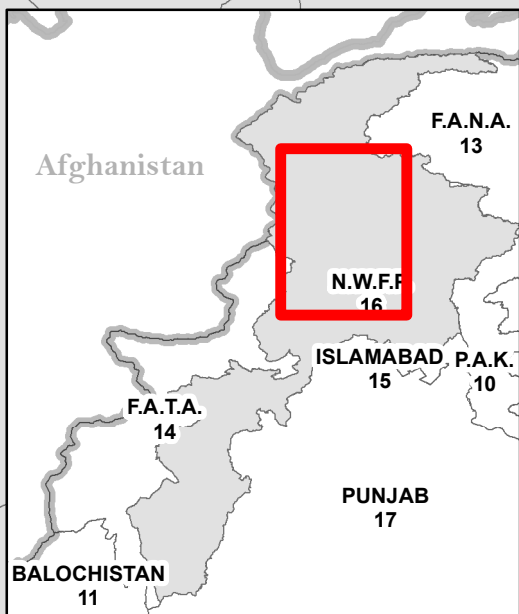 F.A.N.A.
13
Afghanistan
N.W.F.P
16
ISLAMABAD
15
P.A.K.
10
F.A.T.A.
14
PUNJAB
17
BALOCHISTAN
11